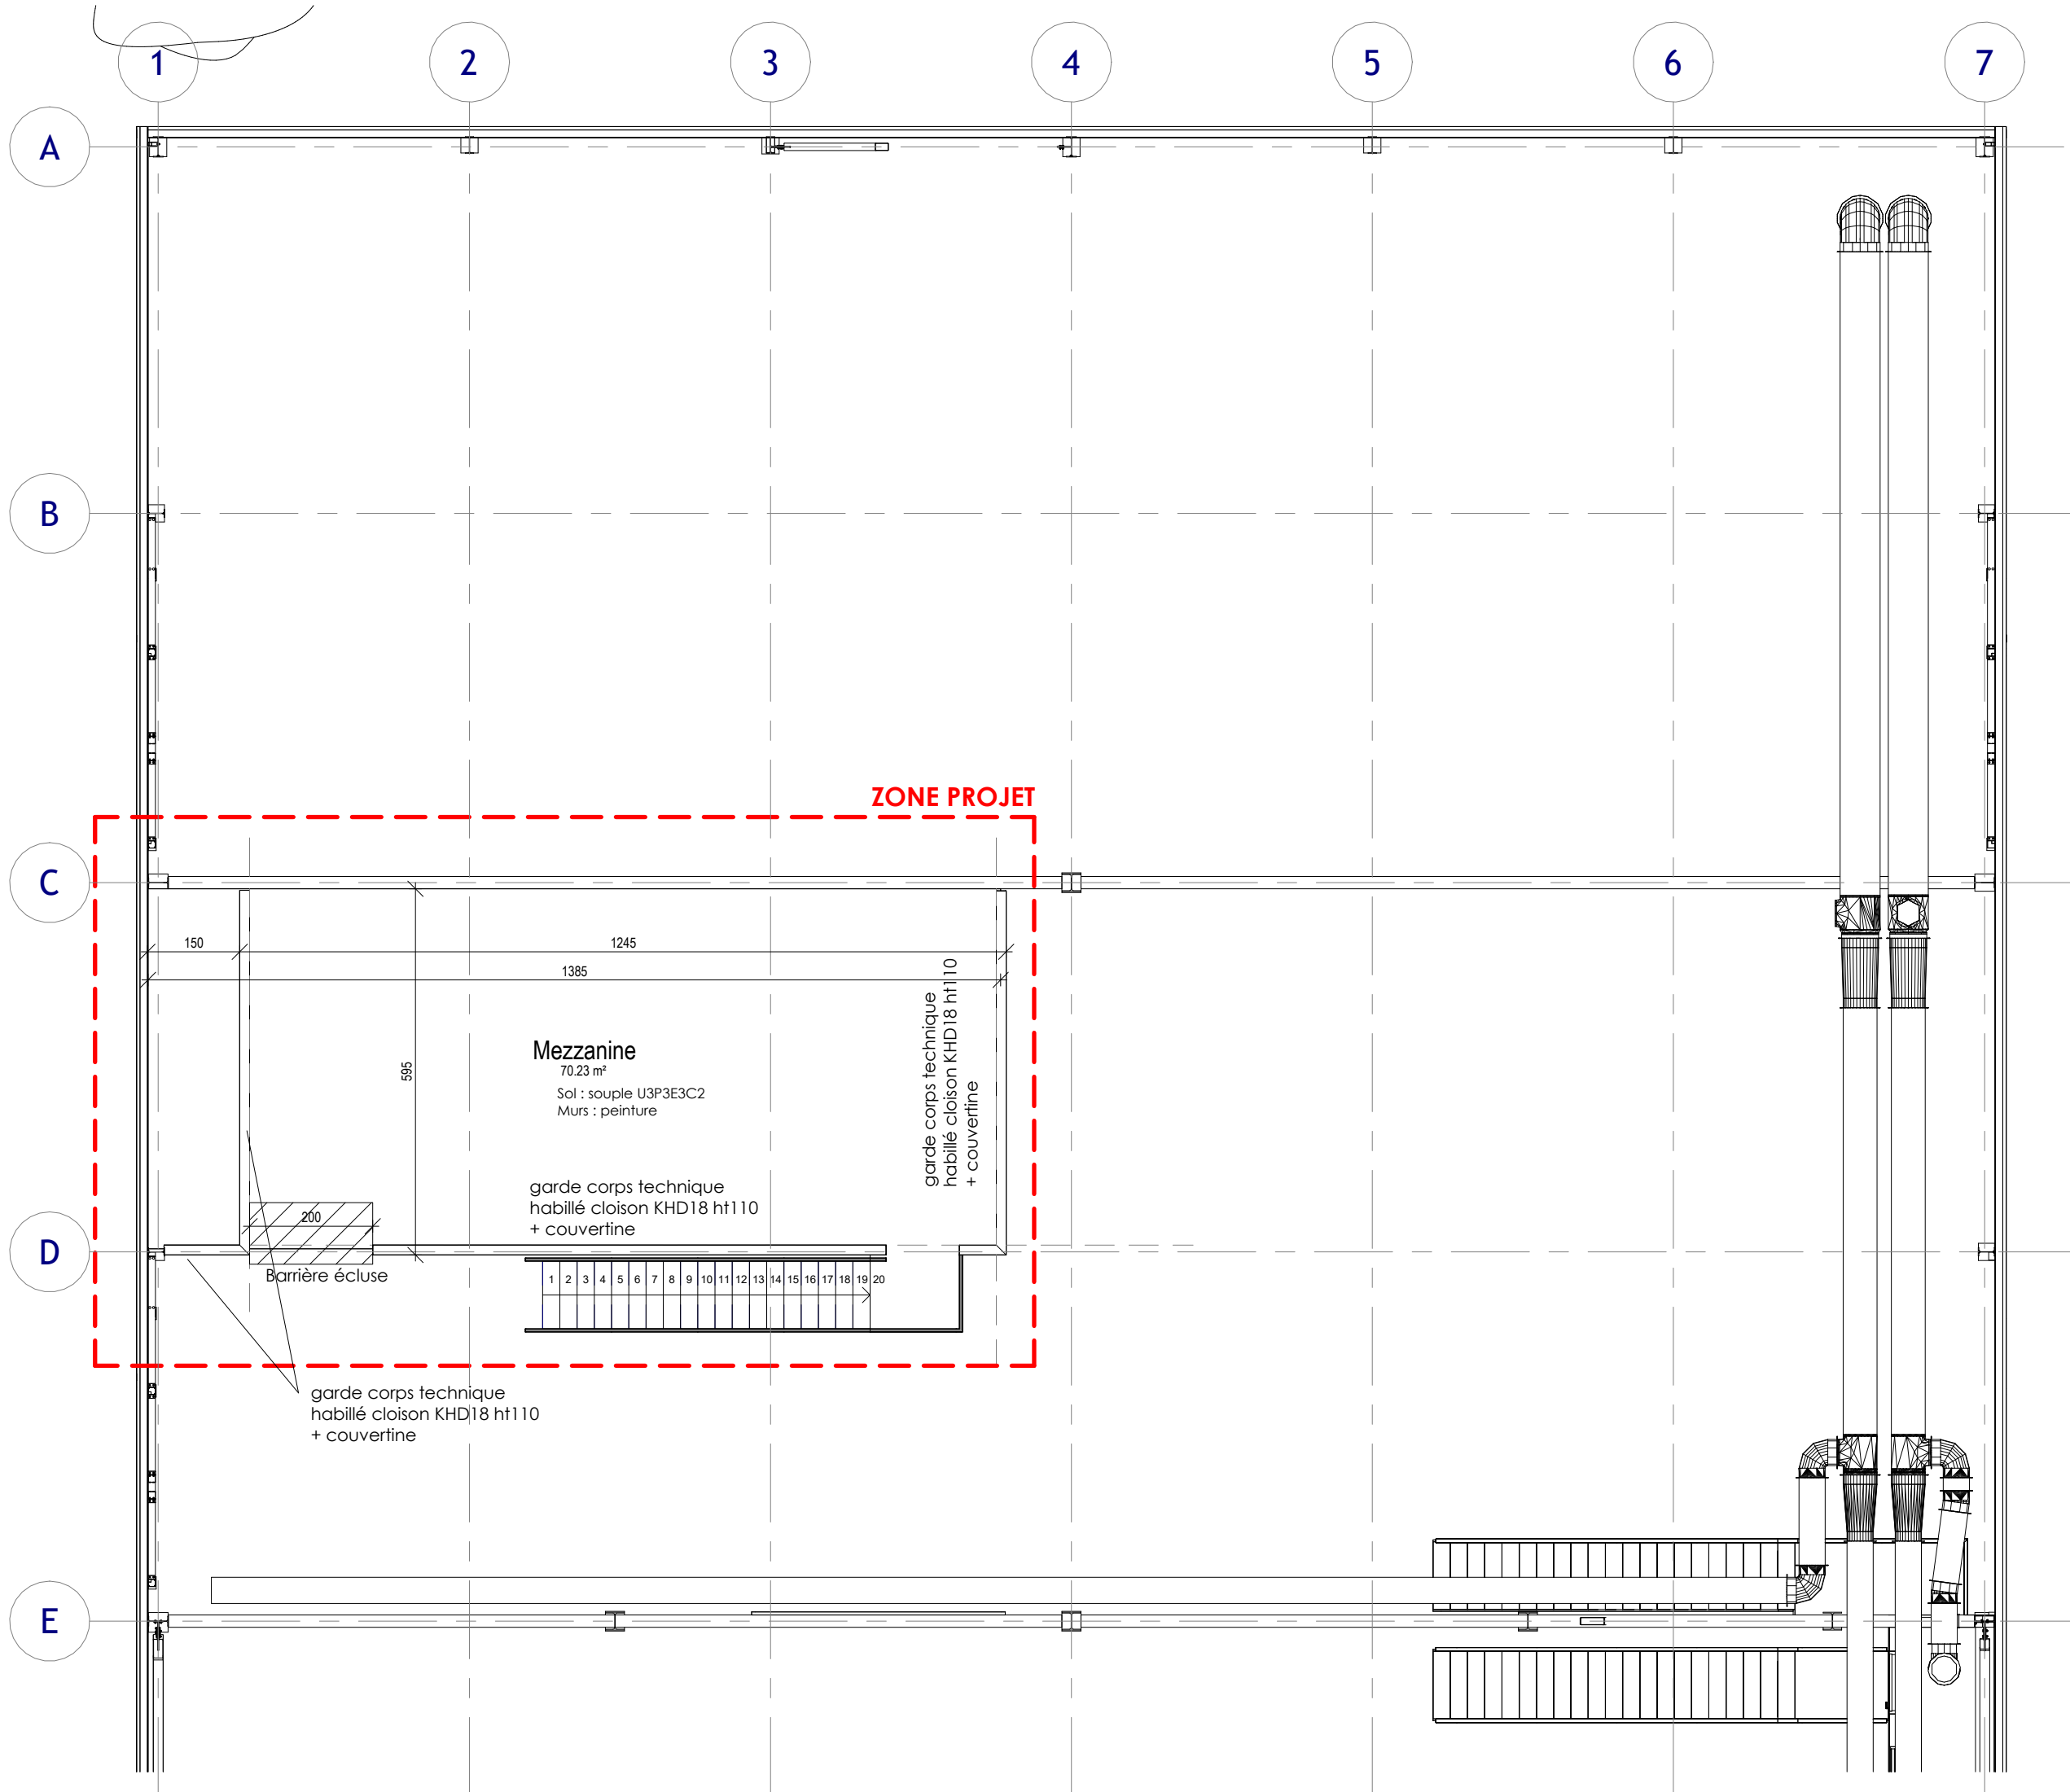 1
2
3
4
5
6
7
A
B
ZONE PROJET
C
150
1245
1385
595
Mezzanine
70.23 m²
Sol : souple U3P3E3C2
Murs : peinture
garde corps technique
habillé cloison KHD18 ht110
+ couvertine
garde corps technique
habillé cloison KHD18 ht110
+ couvertine
200
D
Barrière écluse
1 2 3 4 5 6 7 8 9 10 11 12 13 14 15 16 17 18 19 20
garde corps technique
habillé cloison KHD18 ht110
+ couvertine
E